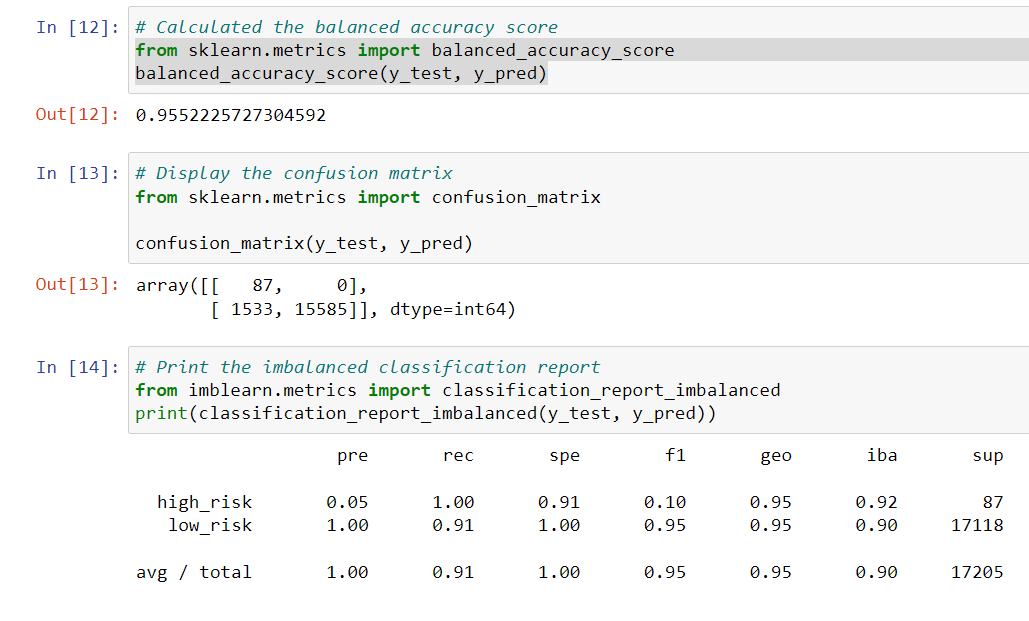 In [12]: # Calculated the balanced accuracy score
from sklearn.metrics import balanced_accuracy_score
balanced_accuracy_score(y_test, y_pred)
Out[12]: 0.9552225727304592
In [13]: # Display the confusion matrix
from sklearn.metrics import confusion_matrix
confusion_matrix(y_test, y_pred)
Out[13]: array([[   87,     0],
       [ 1533, 15585]], dtype=int64)
In [14]: # Print the imbalanced classification report
from imblearn.metrics import classification_report_imbalanced
print(classification_report_imbalanced(y_test, y_pred))
pre rec spe f1 geo iba sup
high_risk 0.05 1.00 0.91 0.10 0.95 0.92 87
low_risk 1.00 0.91 1.00 0.95 0.95 0.90 17118
avg / total 1.00 0.91 1.00 0.95 0.95 0.90 17205